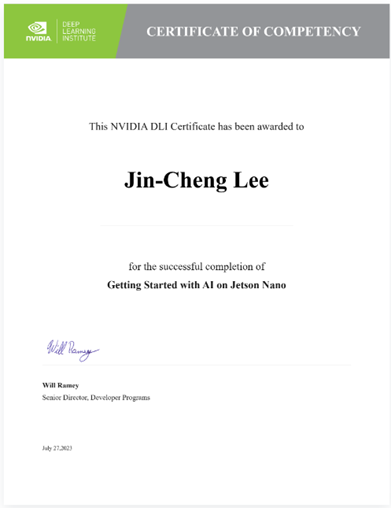 NVIDIA
DEEP
LEARNING
INSTITUTE
CERTIFICATE OF COMPETENCY
This NVIDIA DLI Certificate has been awarded to
Jin-Cheng Lee
for the successful completion of
Getting Started with AI on Jetson Nano
Will Ramey
Will Ramey
Senior Director, Developer Programs
July 27,2023